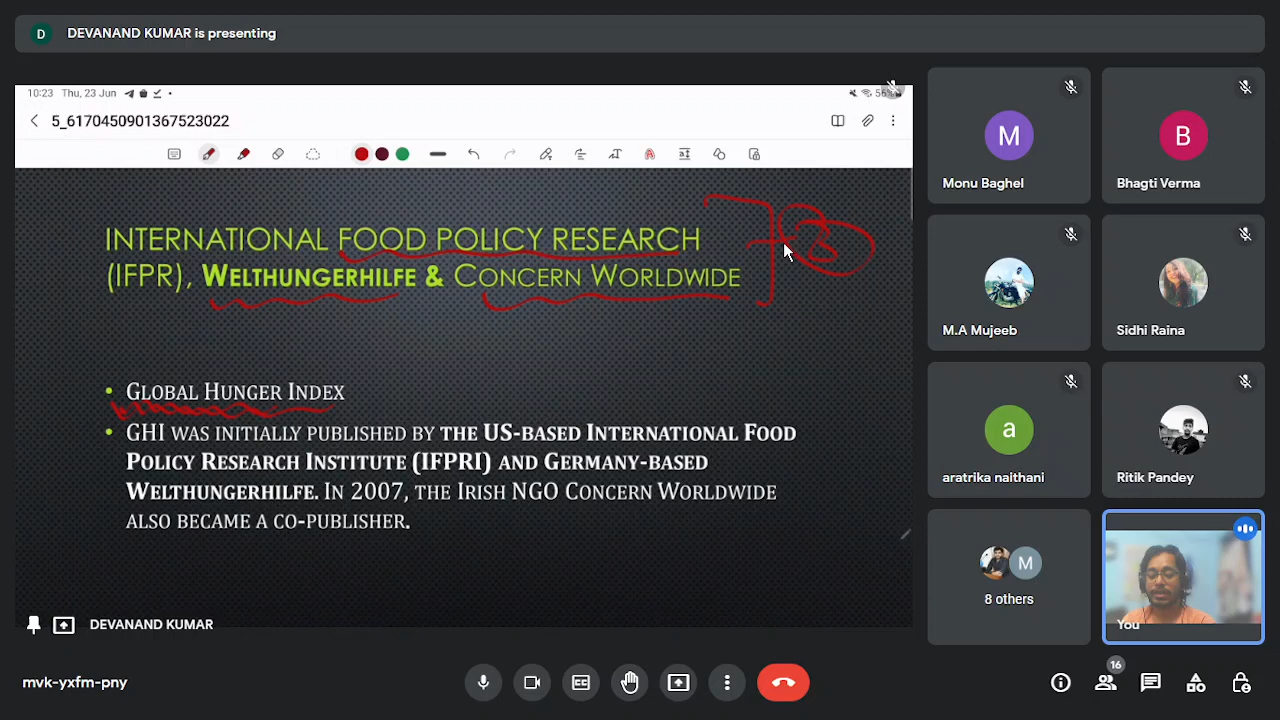 D DEVANAND KUMAR is presenting
10:23 Thu, 23 Jun
56%
5_6170450901367523022
INTERNATIONAL FOOD POLICY RESEARCH
(IFPR), WELTHUNGERHILFE & CONCERN WORLDWIDE
3
• GLOBAL HUNGER INDEX
• GHI WAS INITIALLY PUBLISHED BY THE US-BASED INTERNATIONAL FOOD
POLICY RESEARCH INSTITUTE (IFPRI) AND GERMANY-BASED
WELTHUNGERHILFE. IN 2007, THE IRISH NGO CONCERN WORLDWIDE
ALSO BECAME A CO-PUBLISHER.
DEVANAND KUMAR
M
Monu Baghel
B
Bhagti Verma
M.A Mujeeb
Sidhi Raina
a
aratrika naithani
Ritik Pandey
M
8 others
You
mvk-yxfm-pny
CC
16